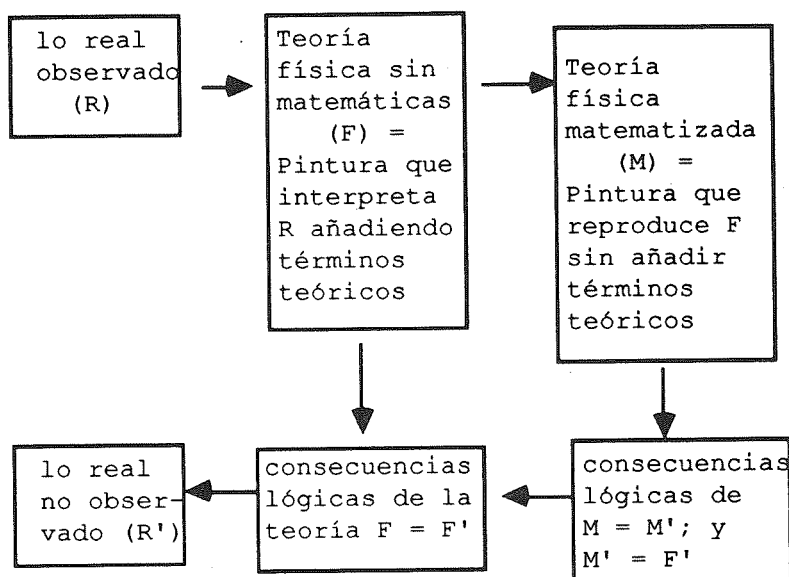 lo real
observado
(R)
Teoría
física sin
matemáticas
(F) =
Pintura que
interpreta
R añadiendo
términos
teóricos
Teoría
física
matematizada
(M) =
Pintura que
reproduce F
sin añadir
términos
teóricos
lo real
no obser-
vado (R')
consecuencias
lógicas de la
teoría F = F'
consecuencias
lógicas de
M = M'; y
M' = F'